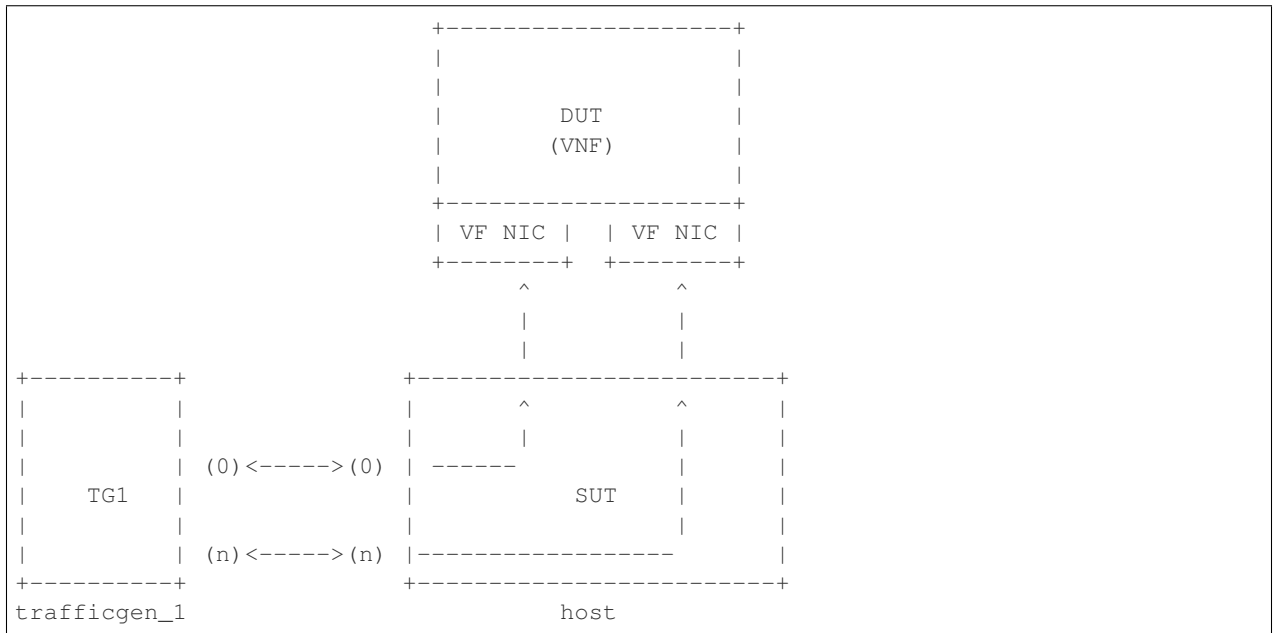 +--------------------+
|                    |
|                    |
|        DUT         |
|       (VNF)        |
|                    |
+--------------------+
| VF NIC |  | VF NIC |
+--------+  +--------+
      ^          ^
      |          |
      |          |
+----------+               +-------------------------+
|          |               |       ^          ^      |
|          |               |       |          |      |
|          | (0)<----->(0) | ------           |      |
|    TG1   |               |           SUT    |      |
|          |               |                  |      |
|          | (n)<----->(n) |------------------       |
+----------+               +-------------------------+
trafficgen_1                          host